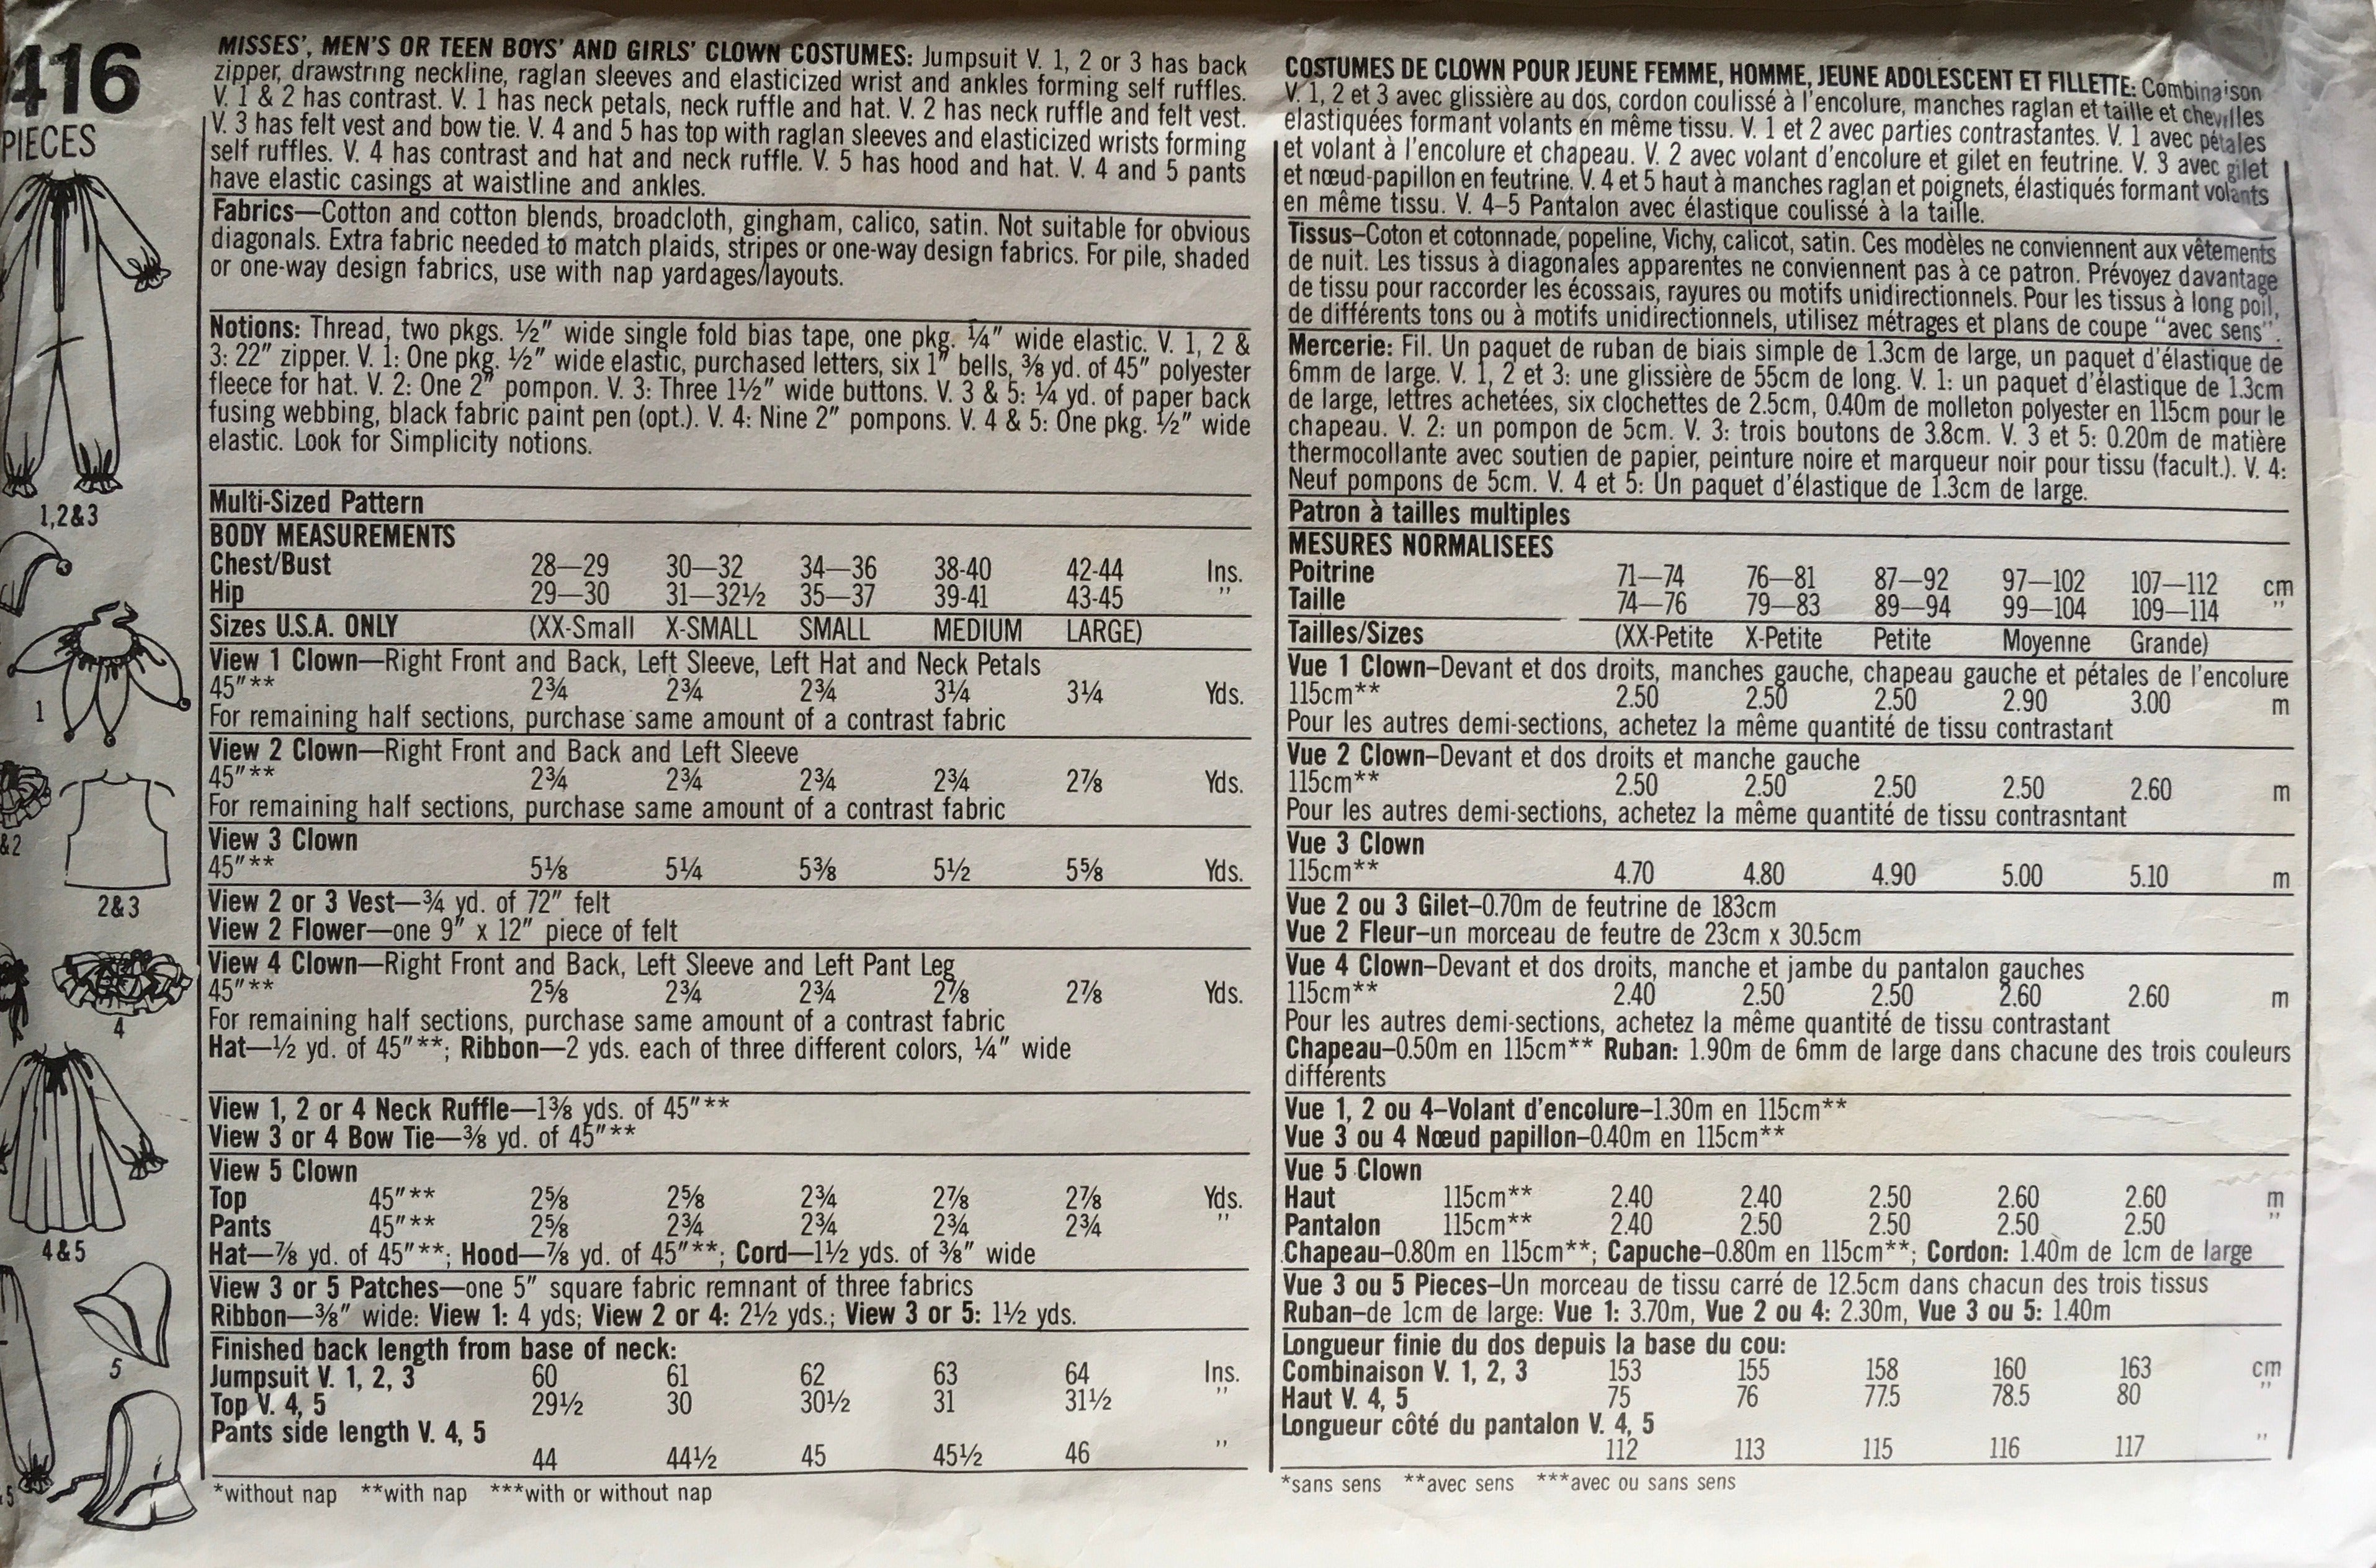 416
PIECES
1,2&3
1
&2
2&3
4
4&5
5
MISSES', MEN'S OR TEEN BOYS' AND GIRLS' CLOWN COSTUMES: Jumpsuit V. 1, 2 or 3 has back
zipper, drawstring neckline, raglan sleeves and elasticized wrist and ankles forming self ruffles.
V. 1 & 2 has contrast. V. 1 has neck petals, neck ruffle and hat. V. 2 has neck ruffle and felt vest.
V. 3 has felt vest and bow tie. V. 4 and 5 has top with raglan sleeves and elasticized wrists forming
self ruffles. V. 4 has contrast and hat and neck ruffle. V. 5 has hood and hat. V. 4 and 5 pants
have elastic casings at waistline and ankles.
Fabrics—Cotton and cotton blends, broadcloth, gingham, calico, satin. Not suitable for obvious
diagonals. Extra fabric needed to match plaids, stripes or one-way design fabrics. For pile, shaded
or one-way design fabrics, use with nap yardages/layouts.
Notions: Thread, two pkgs. ½" wide single fold bias tape, one pkg. ¼" wide elastic. V. 1, 2 &
3: 22" zipper. V. 1: One pkg. ½" wide elastic, purchased letters, six 1" bells, ⅜ yd. of 45" polyester
fleece for hat. V. 2: One 2" pompon. V. 3: Three 1½" wide buttons. V. 3 & 5: ¼ yd. of paper back
fusing webbing, black fabric paint pen (opt.). V. 4: Nine 2" pompons. V. 4 & 5: One pkg. ½" wide
elastic. Look for Simplicity notions.
Multi-Sized Pattern
BODY MEASUREMENTS
Chest/Bust 28—29 30—32 34—36 38-40 42-44 Ins.
Hip 29—30 31—32½ 35—37 39-41 43-45 "
Sizes U.S.A. ONLY (XX-Small X-SMALL SMALL MEDIUM LARGE)
View 1 Clown—Right Front and Back, Left Sleeve, Left Hat and Neck Petals
45"** 2¾ 2¾ 2¾ 3¼ 3¼ Yds.
For remaining half sections, purchase same amount of a contrast fabric
View 2 Clown—Right Front and Back and Left Sleeve
45"** 2¾ 2¾ 2¾ 2¾ 2⅞ Yds.
For remaining half sections, purchase same amount of a contrast fabric
View 3 Clown
45"** 5⅛ 5¼ 5⅜ 5½ 5⅝ Yds.
View 2 or 3 Vest—¾ yd. of 72" felt
View 2 Flower—one 9" x 12" piece of felt
View 4 Clown—Right Front and Back, Left Sleeve and Left Pant Leg
45"** 2⅝ 2¾ 2¾ 2⅞ 2⅞ Yds.
For remaining half sections, purchase same amount of a contrast fabric
Hat—½ yd. of 45"**; Ribbon—2 yds. each of three different colors, ¼" wide
View 1, 2 or 4 Neck Ruffle—1⅜ yds. of 45"**
View 3 or 4 Bow Tie—⅜ yd. of 45"**
View 5 Clown
Top 45"** 2⅝ 2⅝ 2¾ 2⅞ 2⅞ Yds.
Pants 45"** 2⅝ 2¾ 2¾ 2¾ 2¾ "
Hat—⅞ yd. of 45"**; Hood—⅞ yd. of 45"**; Cord—1½ yds. of ⅜" wide
View 3 or 5 Patches—one 5" square fabric remnant of three fabrics
Ribbon—⅜" wide: View 1: 4 yds; View 2 or 4: 2½ yds.; View 3 or 5: 1½ yds.
Finished back length from base of neck:
Jumpsuit V. 1, 2, 3 60 61 62 63 64 Ins.
Top V. 4, 5 29½ 30 30½ 31 31½ "
Pants side length V. 4, 5
44 44½ 45 45½ 46 "
*without nap **with nap ***with or without nap
COSTUMES DE CLOWN POUR JEUNE FEMME, HOMME, JEUNE ADOLESCENT ET FILLETTE: Combinaison
V. 1, 2 et 3 avec glissière au dos, cordon coulissé à l'encolure, manches raglan et taille et chevilles
elastiquées formant volants en même tissu. V. 1 et 2 avec parties contrastantes. V. 1 avec pétales
et volant à l'encolure et chapeau. V. 2 avec volant d'encolure et gilet en feutrine. V. 3 avec gilet
et nœud-papillon en feutrine. V. 4 et 5 haut à manches raglan et poignets, élastiqués formant volants
en même tissu. V. 4–5 Pantalon avec élastique coulissé à la taille.
Tissus–Coton et cotonnade, popeline, Vichy, calicot, satin. Ces modèles ne conviennent aux vêtements
de nuit. Les tissus à diagonales apparentes ne conviennent pas à ce patron. Prévoyez davantage
de tissu pour raccorder les écossais, rayures ou motifs unidirectionnels. Pour les tissus à long poil,
de différents tons ou à motifs unidirectionnels, utilisez métrages et plans de coupe "avec sens".
Mercerie: Fil. Un paquet de ruban de biais simple de 1.3cm de large, un paquet d'élastique de
6mm de large. V. 1, 2 et 3: une glissière de 55cm de long. V. 1: un paquet d'élastique de 1.3cm
de large, lettres achetées, six clochettes de 2.5cm, 0.40m de molleton polyester en 115cm pour le
chapeau. V. 2: un pompon de 5cm. V. 3: trois boutons de 3.8cm. V. 3 et 5: 0.20m de matière
thermocollante avec soutien de papier, peinture noire et marqueur noir pour tissu (facult.). V. 4:
Neuf pompons de 5cm. V. 4 et 5: Un paquet d'élastique de 1.3cm de large.
Patron à tailles multiples
MESURES NORMALISEES
Poitrine 71—74 76—81 87—92 97—102 107—112 cm
Taille 74—76 79—83 89—94 99—104 109—114 "
Tailles/Sizes (XX-Petite X-Petite Petite Moyenne Grande)
Vue 1 Clown–Devant et dos droits, manches gauche, chapeau gauche et pétales de l'encolure
115cm** 2.50 2.50 2.50 2.90 3.00 m
Pour les autres demi-sections, achetez la même quantité de tissu contrastant
Vue 2 Clown–Devant et dos droits et manche gauche
115cm** 2.50 2.50 2.50 2.50 2.60 m
Pour les autres demi-sections, achetez la même quantité de tissu contrasntant
Vue 3 Clown
115cm** 4.70 4.80 4.90 5.00 5.10 m
Vue 2 ou 3 Gilet–0.70m de feutrine de 183cm
Vue 2 Fleur–un morceau de feutre de 23cm x 30.5cm
Vue 4 Clown–Devant et dos droits, manche et jambe du pantalon gauches
115cm** 2.40 2.50 2.50 2.60 2.60 m
Pour les autres demi-sections, achetez la même quantité de tissu contrastant
Chapeau–0.50m en 115cm** Ruban: 1.90m de 6mm de large dans chacune des trois couleurs
différents
Vue 1, 2 ou 4–Volant d'encolure–1.30m en 115cm**
Vue 3 ou 4 Nœud papillon–0.40m en 115cm**
Vue 5 Clown
Haut 115cm** 2.40 2.40 2.50 2.60 2.60 m
Pantalon 115cm** 2.40 2.50 2.50 2.50 2.50 "
Chapeau–0.80m en 115cm**; Capuche–0.80m en 115cm**; Cordon: 1.40m de 1cm de large
Vue 3 ou 5 Pieces–Un morceau de tissu carré de 12.5cm dans chacun des trois tissus
Ruban–de 1cm de large: Vue 1: 3.70m, Vue 2 ou 4: 2.30m, Vue 3 ou 5: 1.40m
Longueur finie du dos depuis la base du cou:
Combinaison V. 1, 2, 3 153 155 158 160 163 cm
Haut V. 4, 5 75 76 77.5 78.5 80 "
Longueur côté du pantalon V. 4, 5
112 113 115 116 117 "
*sans sens **avec sens ***avec ou sans sens